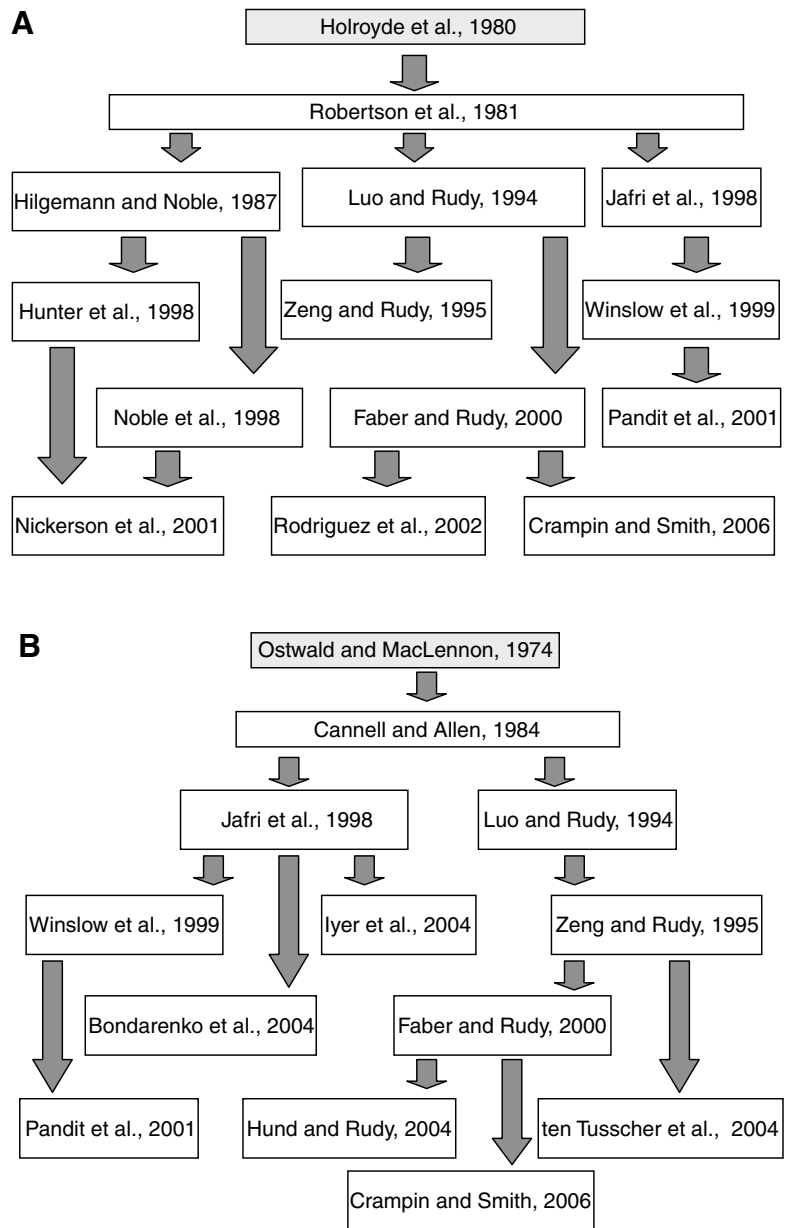 A
Holroyde et al., 1980
Robertson et al., 1981
Hilgemann and Noble, 1987
Luo and Rudy, 1994
Jafri et al., 1998
Hunter et al., 1998
Zeng and Rudy, 1995
Winslow et al., 1999
Noble et al., 1998
Faber and Rudy, 2000
Pandit et al., 2001
Nickerson et al., 2001
Rodriguez et al., 2002
Crampin and Smith, 2006
B
Ostwald and MacLennon, 1974
Cannell and Allen, 1984
Jafri et al., 1998
Luo and Rudy, 1994
Winslow et al., 1999
Iyer et al., 2004
Zeng and Rudy, 1995
Bondarenko et al., 2004
Faber and Rudy, 2000
Pandit et al., 2001
Hund and Rudy, 2004
ten Tusscher et al., 2004
Crampin and Smith, 2006